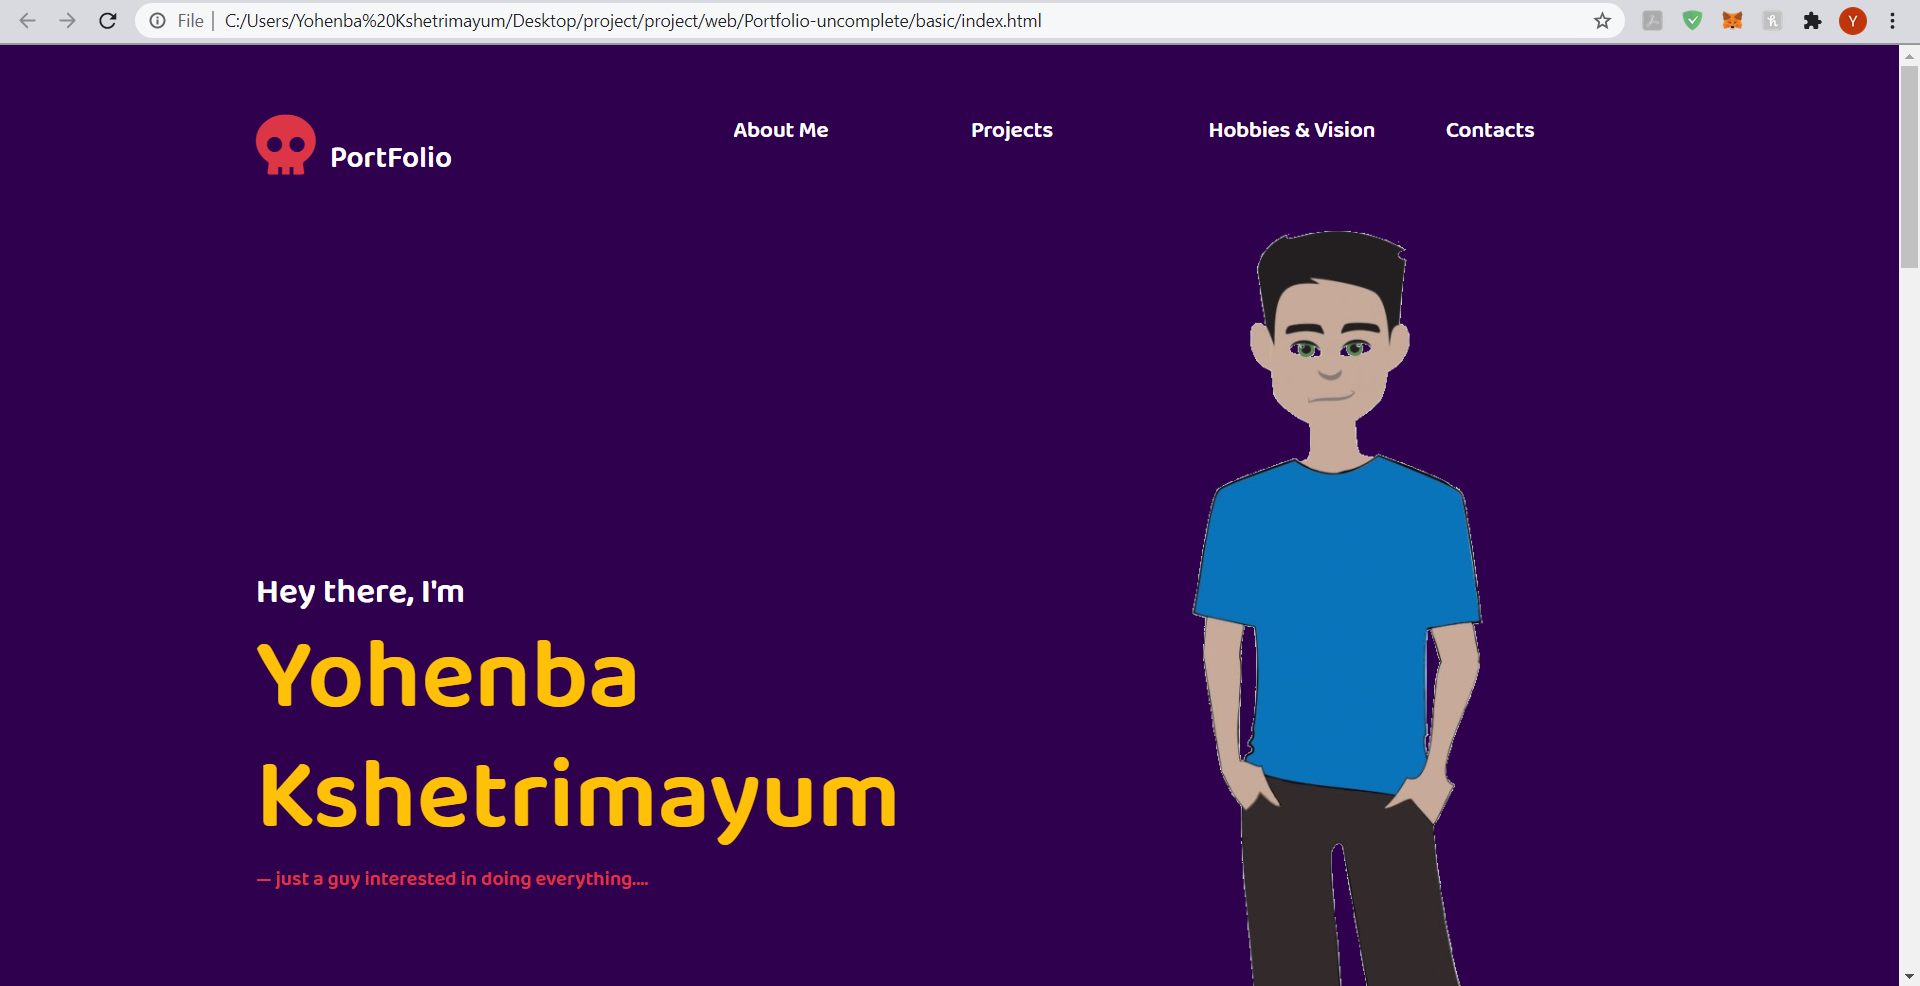 File | C:/Users/Yohenba%20Kshetrimayum/Desktop/project/project/web/Portfolio-uncomplete/basic/index.html
Y
PortFolio
About Me
Projects
Hobbies & Vision
Contacts
Hey there, I'm
Yohenba
Kshetrimayum
— just a guy interested in doing everything....